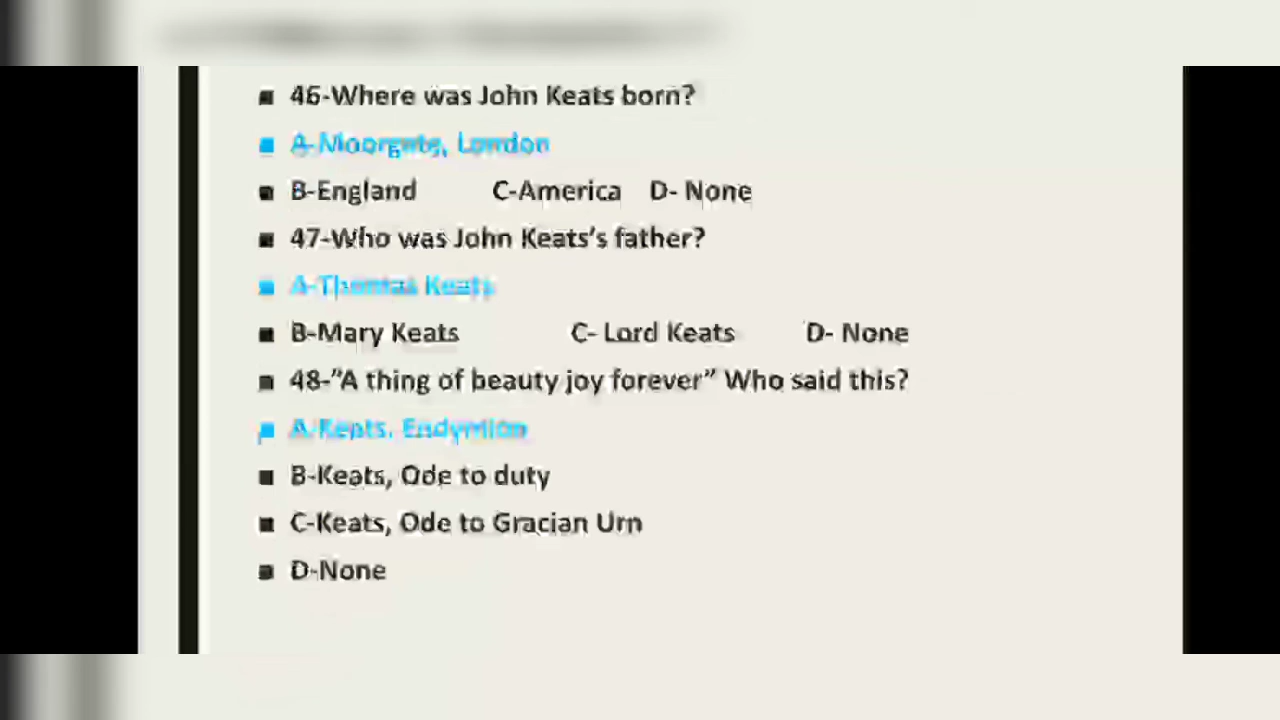 46-Where was John Keats born?
A-Moorgate, London
B-England C-America D- None
47-Who was John Keats's father?
A-Thomas Keats
B-Mary Keats C- Lord Keats D- None
48-"A thing of beauty joy forever" Who said this?
A-Keats, Endymion
B-Keats, Ode to duty
C-Keats, Ode to Gracian Urn
D-None